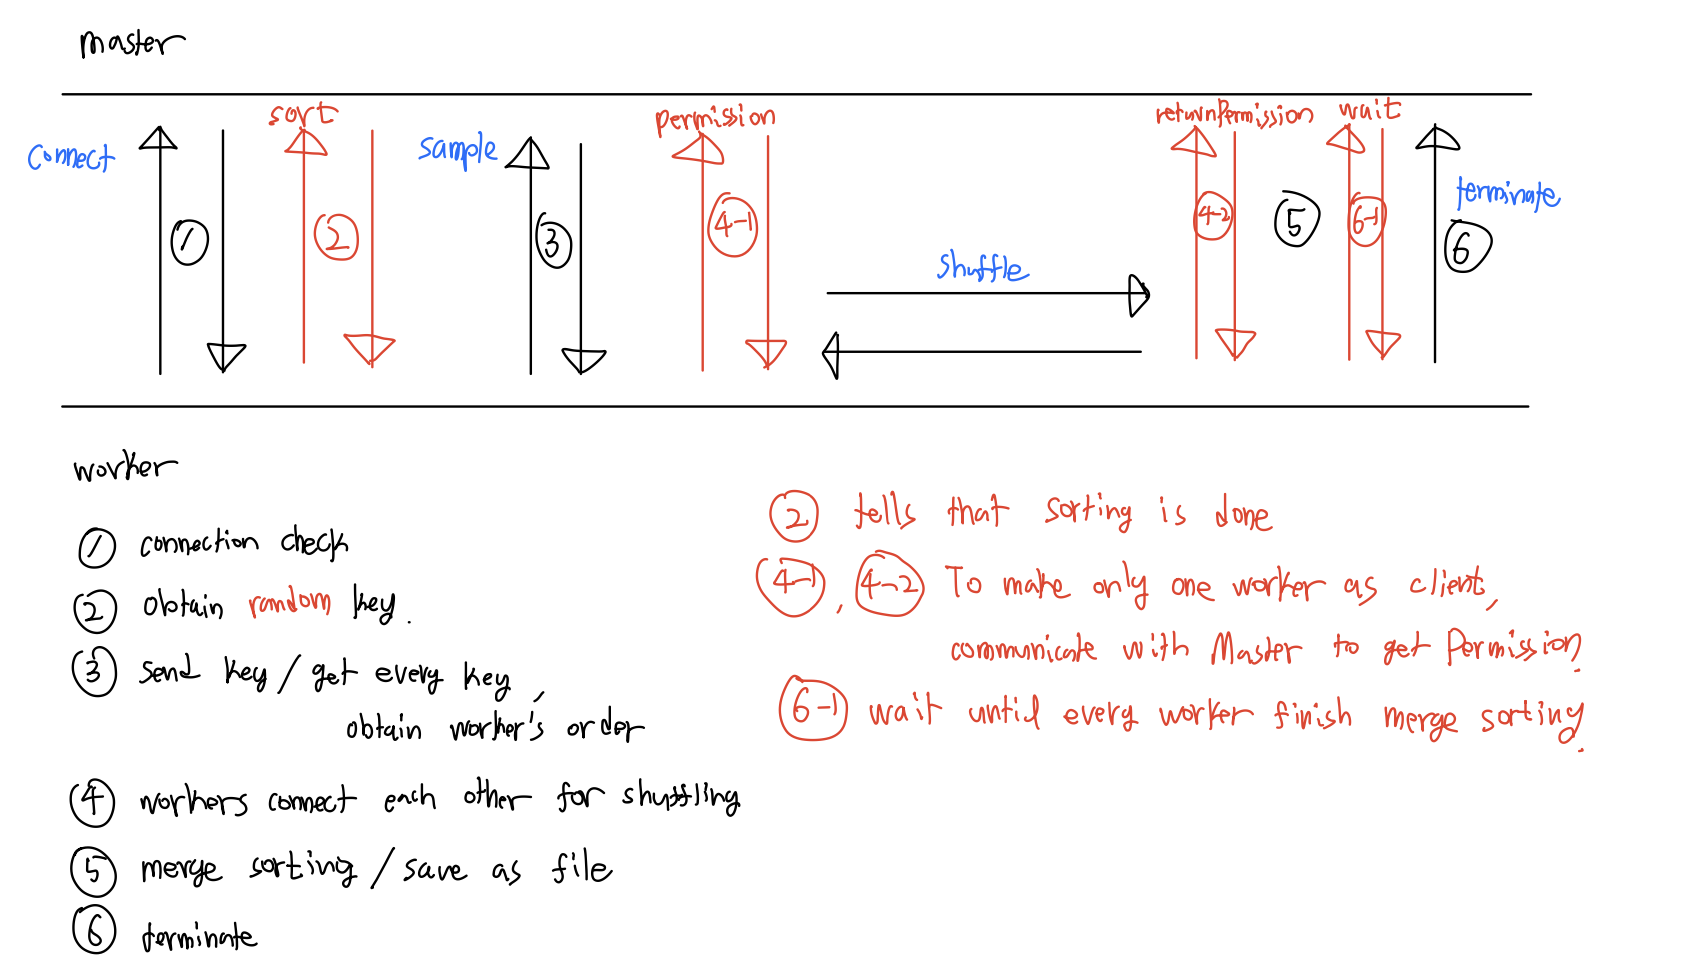 master
connect
sort
sample
permission
returnPermission
wait
terminate
1
2
3
4-1
shuffle
4-2
5
6-1
6
worker
1 connection check
2 obtain random key.
3 send key / get every key,
obtain worker's order
4 workers connect each other for shuffling
5 merge sorting / save as file
6 terminate
2 tells that sorting is done
4-1, 4-2 To make only one worker as client,
communicate with Master to get Permission.
6-1 wait until every worker finish merge sorting.